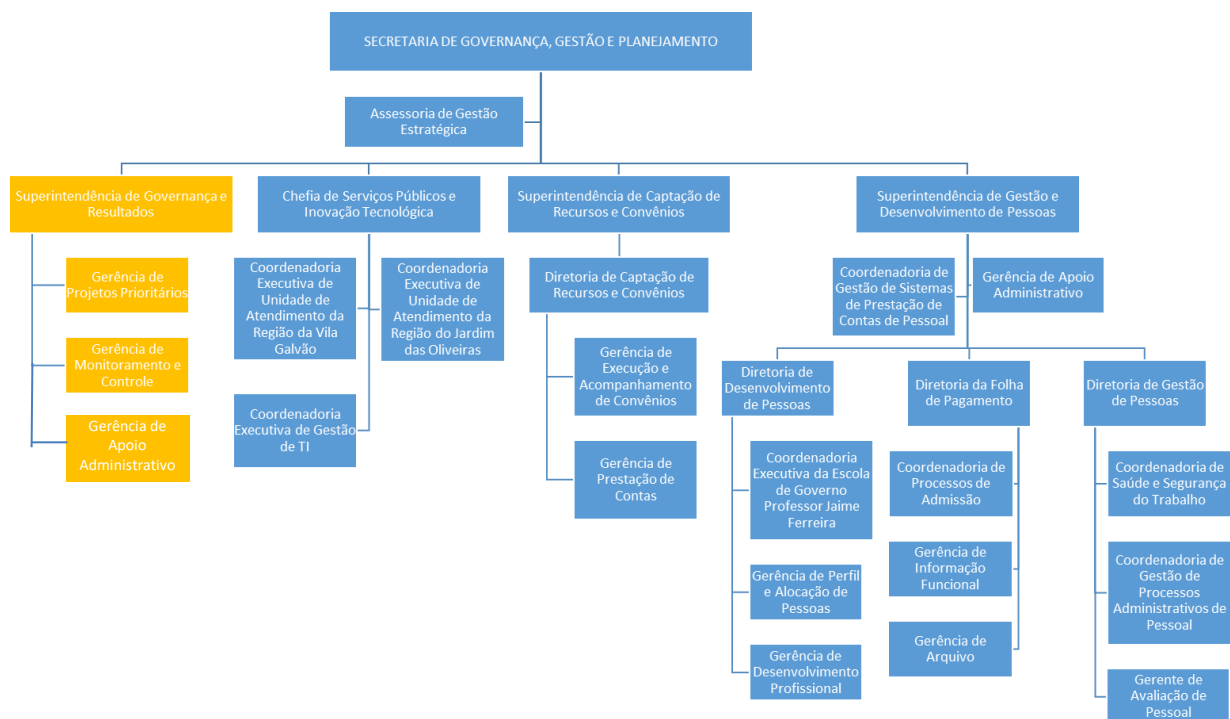 SECRETARIA DE GOVERNANÇA, GESTÃO E PLANEJAMENTO
Assessoria de Gestão
Estratégica
Superintendência de Governança e
Resultados
Chefia de Serviços Públicos e
Inovação Tecnológica
Superintendência de Captação de
Recursos e Convênios
Superintendência de Gestão e
Desenvolvimento de Pessoas
Gerência de
Projetos Prioritários
Gerência de
Monitoramento e
Controle
Gerência de
Apoio
Administrativo
Coordenadoria
Executiva de
Unidade de
Atendimento da
Região da Vila
Galvão
Coordenadoria
Executiva de
Unidade de
Atendimento da
Região do Jardim
das Oliveiras
Coordenadoria
Executiva de Gestão
de TI
Diretoria de Captação de
Recursos e Convênios
Gerência de
Execução e
Acompanhamento
de Convênios
Gerência de
Prestação de
Contas
Coordenadoria de
Gestão de Sistemas
de Prestação de
Contas de Pessoal
Gerência de Apoio
Administrativo
Diretoria de
Desenvolvimento
de Pessoas
Coordenadoria
Executiva da Escola
de Governo
Professor Jaime
Ferreira
Gerência de Perfil
e Alocação de
Pessoas
Gerência de
Desenvolvimento
Profissional
Diretoria da Folha
de Pagamento
Coordenadoria
de Processos de
Admissão
Gerência de
Informação
Funcional
Gerência de
Arquivo
Diretoria de Gestão
de Pessoas
Coordenadoria de
Saúde e Segurança
do Trabalho
Coordenadoria de
Gestão de
Processos
Administrativos de
Pessoal
Gerente de
Avaliação de
Pessoal